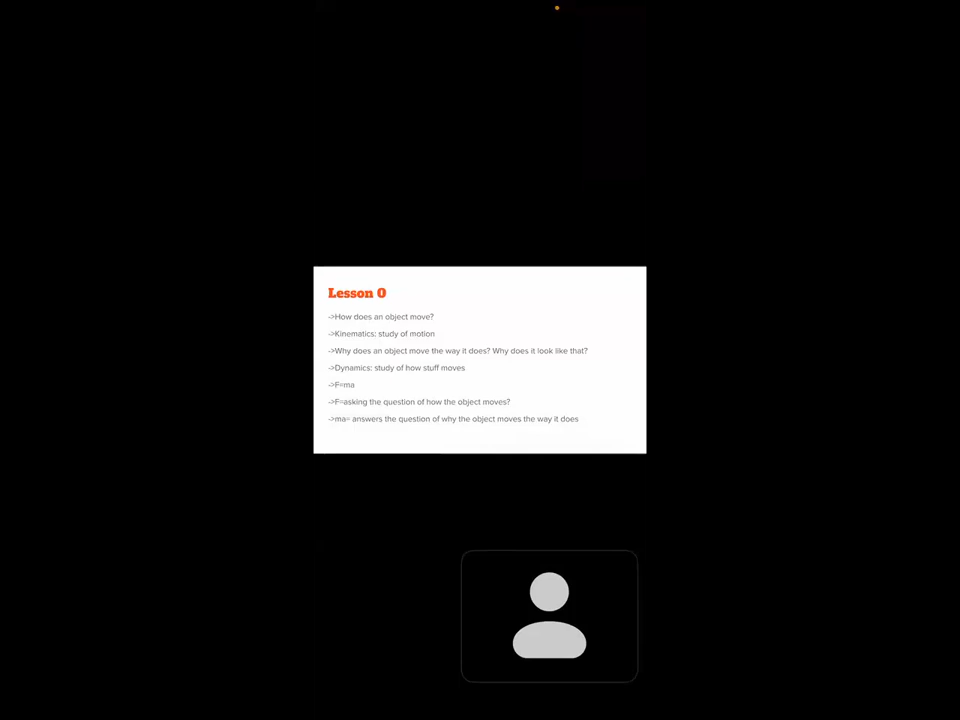 Lesson 0
->How does an object move?
->Kinematics: study of motion
->Why does an object move the way it does? Why does it look like that?
->Dynamics: study of how stuff moves
->F=ma
->F=asking the question of how the object moves?
->ma= answers the question of why the object moves the way it does